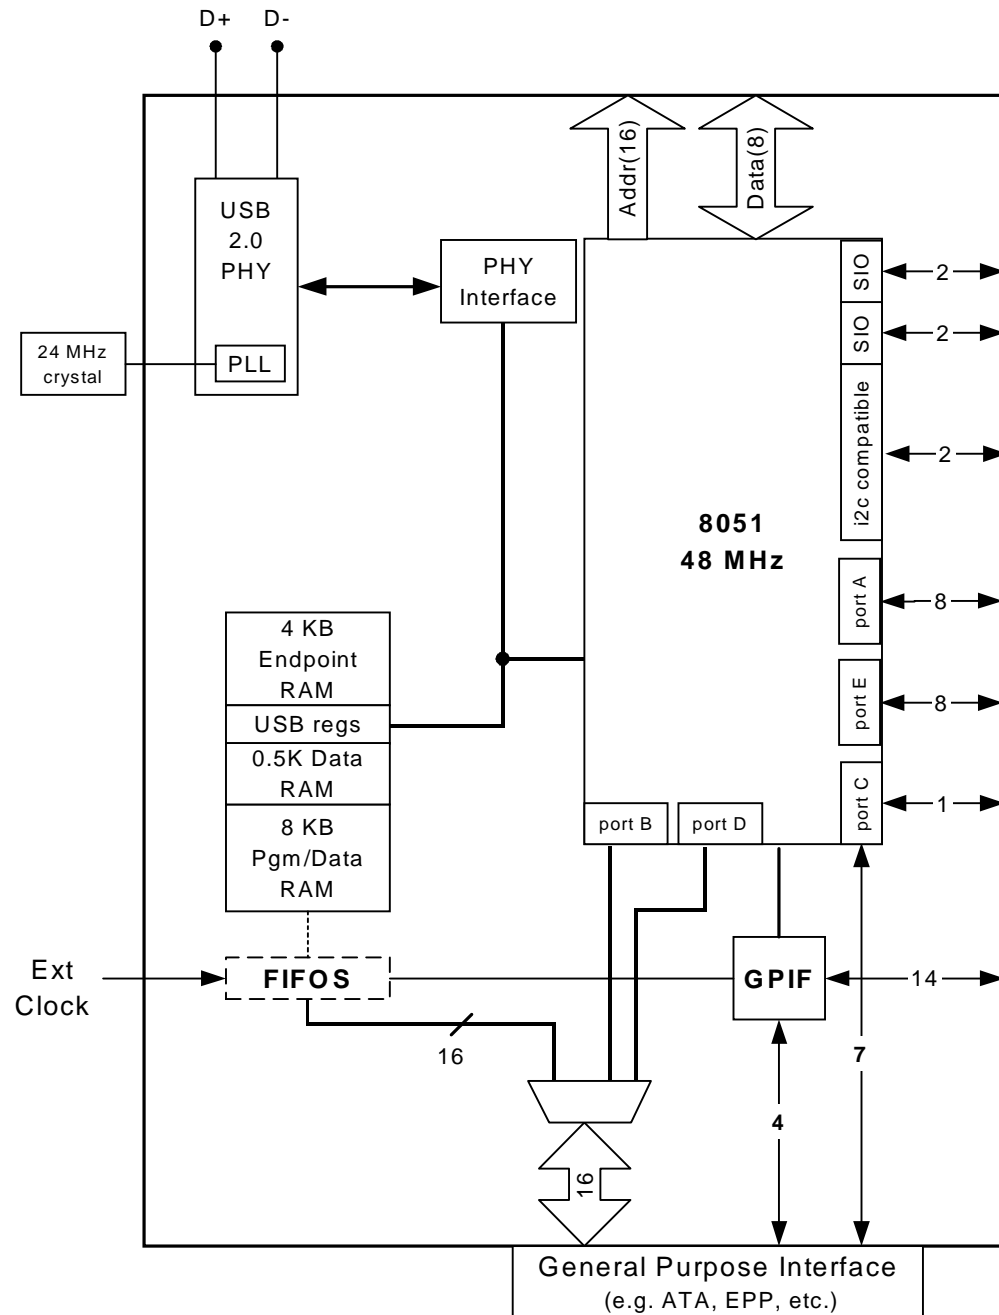 D+ D-
Addr(16)
Data(8)
USB
2.0
PHY
PLL
24 MHz
crystal
PHY
Interface
SIO
2
SIO
2
i2c compatible
2
8051
48 MHz
port A
8
port E
8
port C
1
port B
port D
4 KB
Endpoint
RAM
USB regs
0.5K Data
RAM
8 KB
Pgm/Data
RAM
Ext
Clock
FIFOS
GPIF
14
16
7
4
16
General Purpose Interface
(e.g. ATA, EPP, etc.)